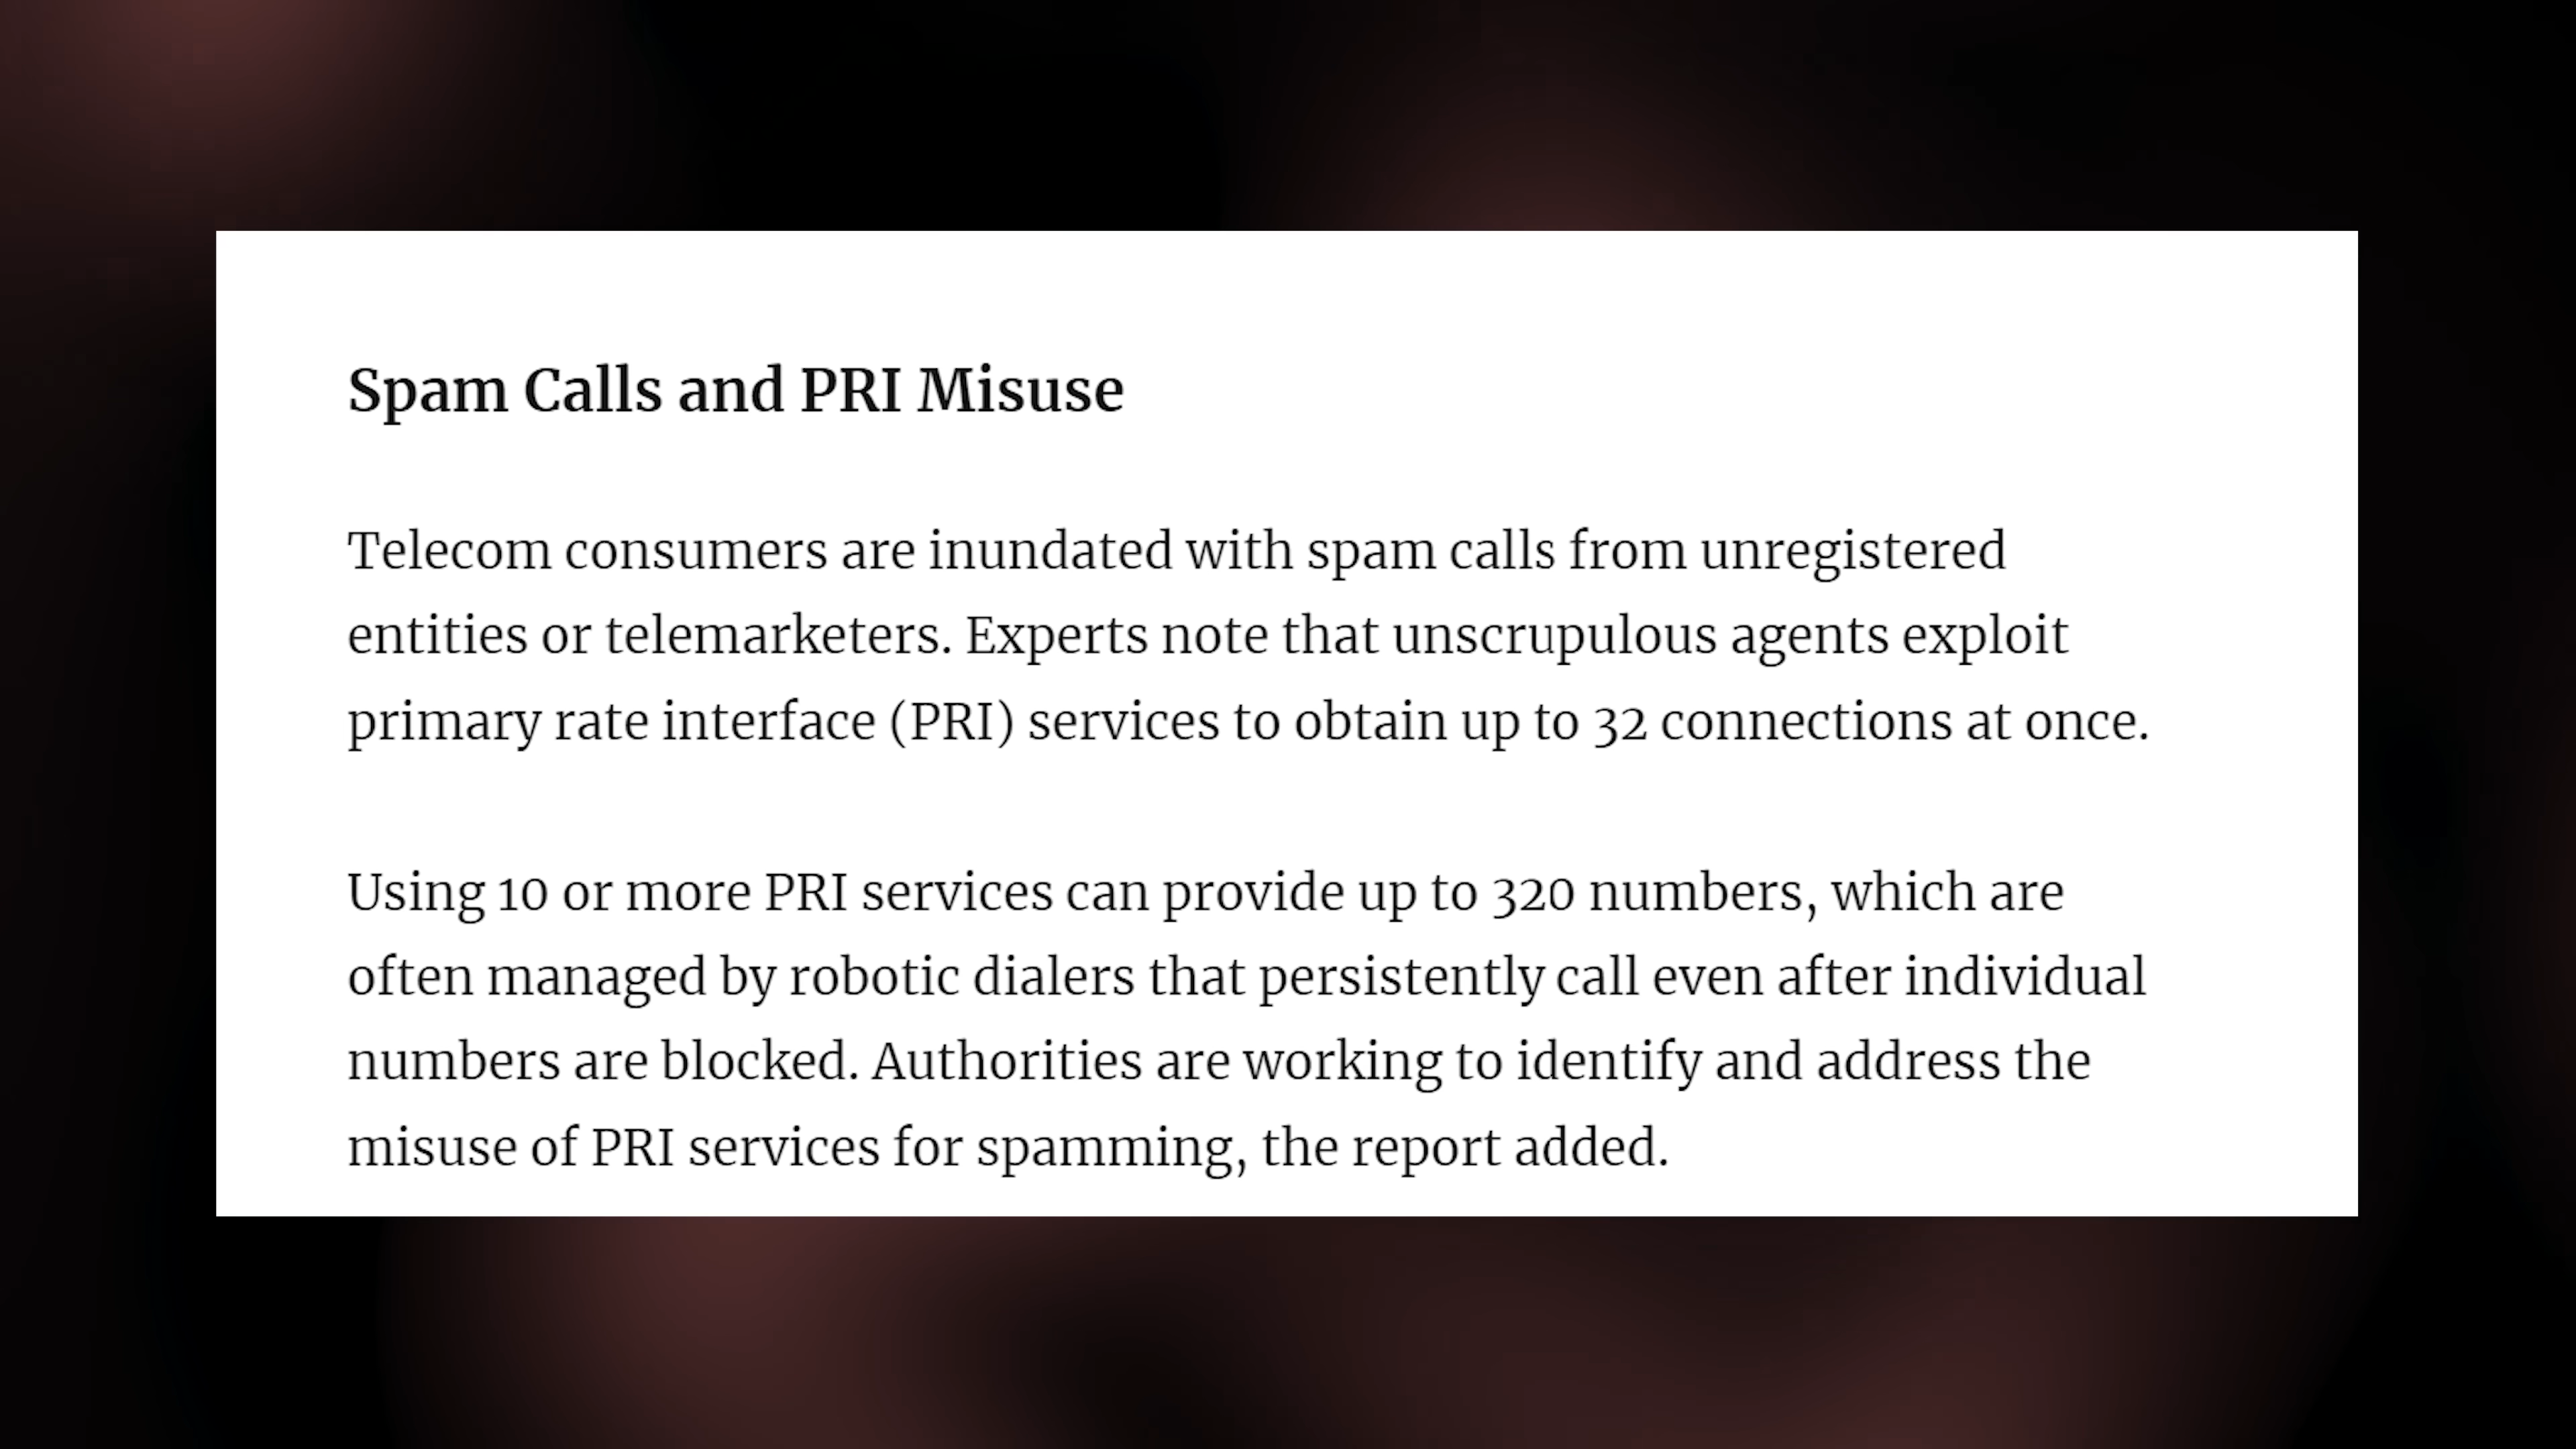 Spam Calls and PRI Misuse
Telecom consumers are inundated with spam calls from unregistered
entities or telemarketers. Experts note that unscrupulous agents exploit
primary rate interface (PRI) services to obtain up to 32 connections at once.
Using 10 or more PRI services can provide up to 320 numbers, which are
often managed by robotic dialers that persistently call even after individual
numbers are blocked. Authorities are working to identify and address the
misuse of PRI services for spamming, the report added.